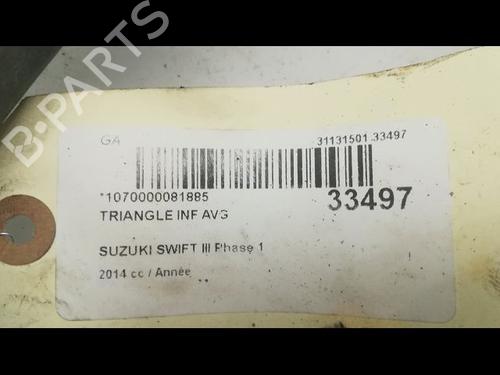 B-PARTS
GA
31131501 33497
*1070000081885
33497
TRIANGLE INF AVG
SUZUKI SWIFT III Phase 1
2014 cc / Année